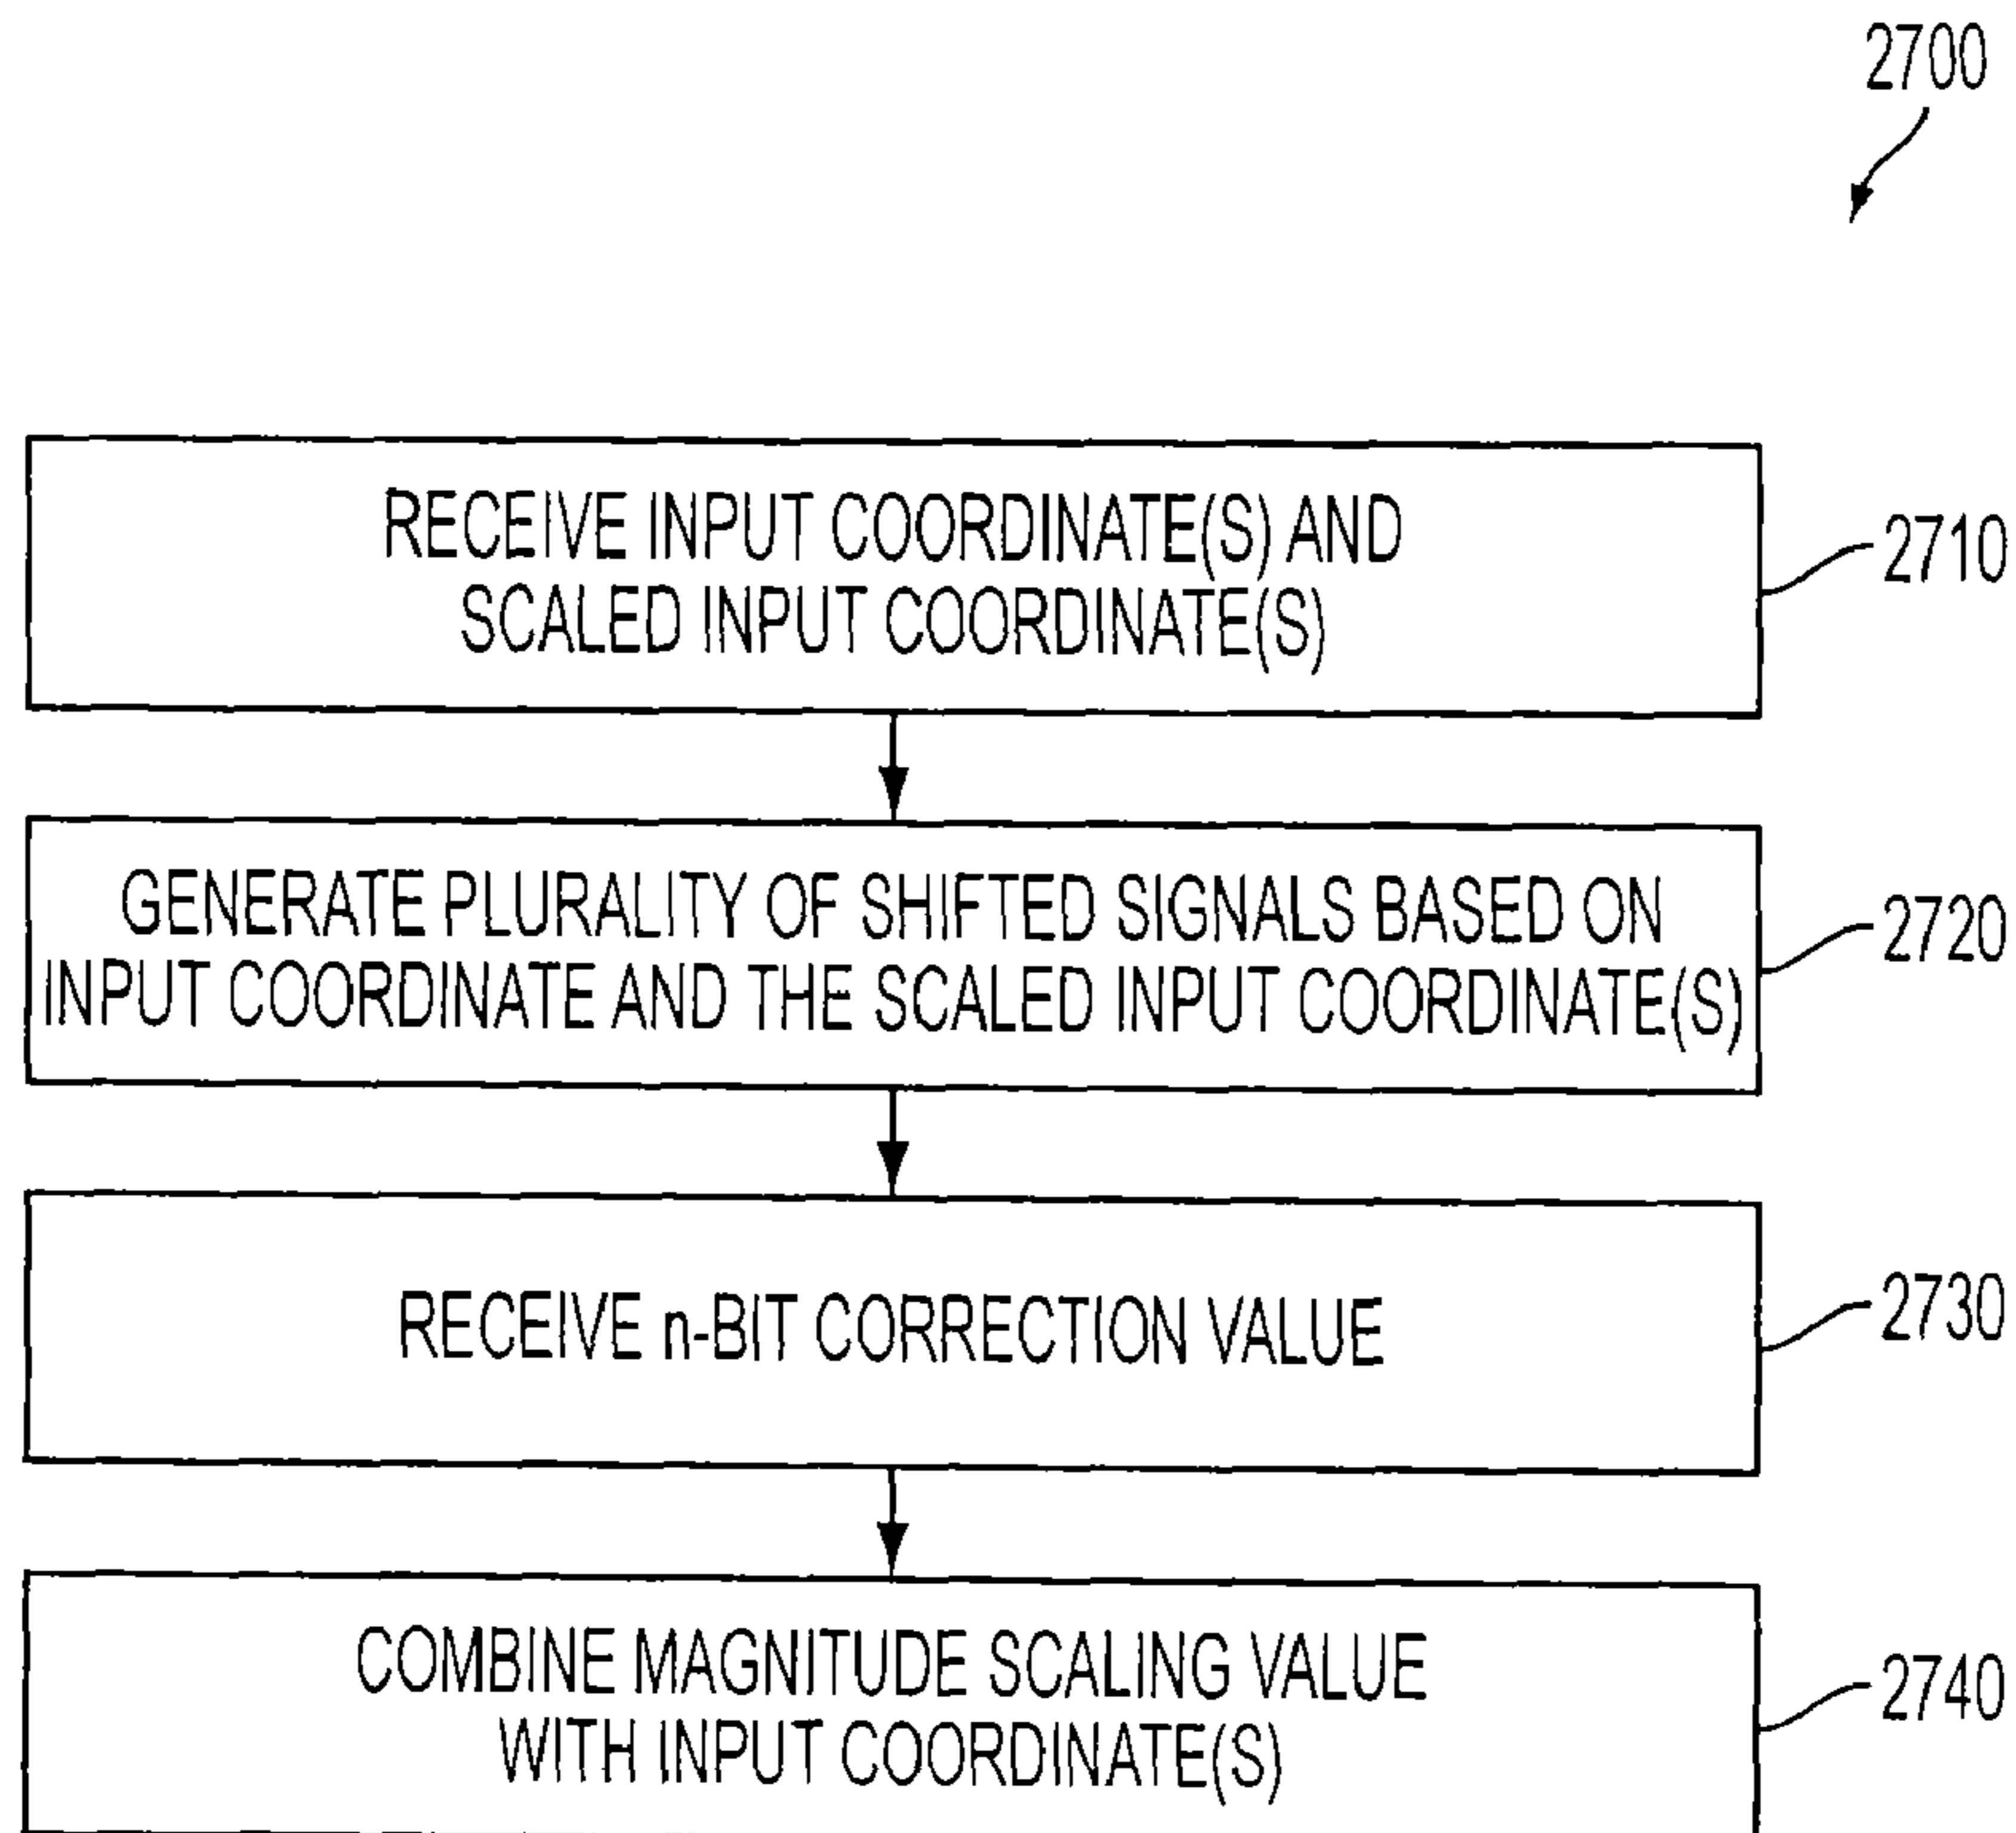 2700
RECEIVE INPUT COORDINATE(S) AND
SCALED INPUT COORDINATE(S)
2710
GENERATE PLURALITY OF SHIFTED SIGNALS BASED ON
INPUT COORDINATE AND THE SCALED INPUT COORDINATE(S)
2720
RECEIVE n-BIT CORRECTION VALUE
2730
COMBINE MAGNITUDE SCALING VALUE
WITH INPUT COORDINATE(S)
2740